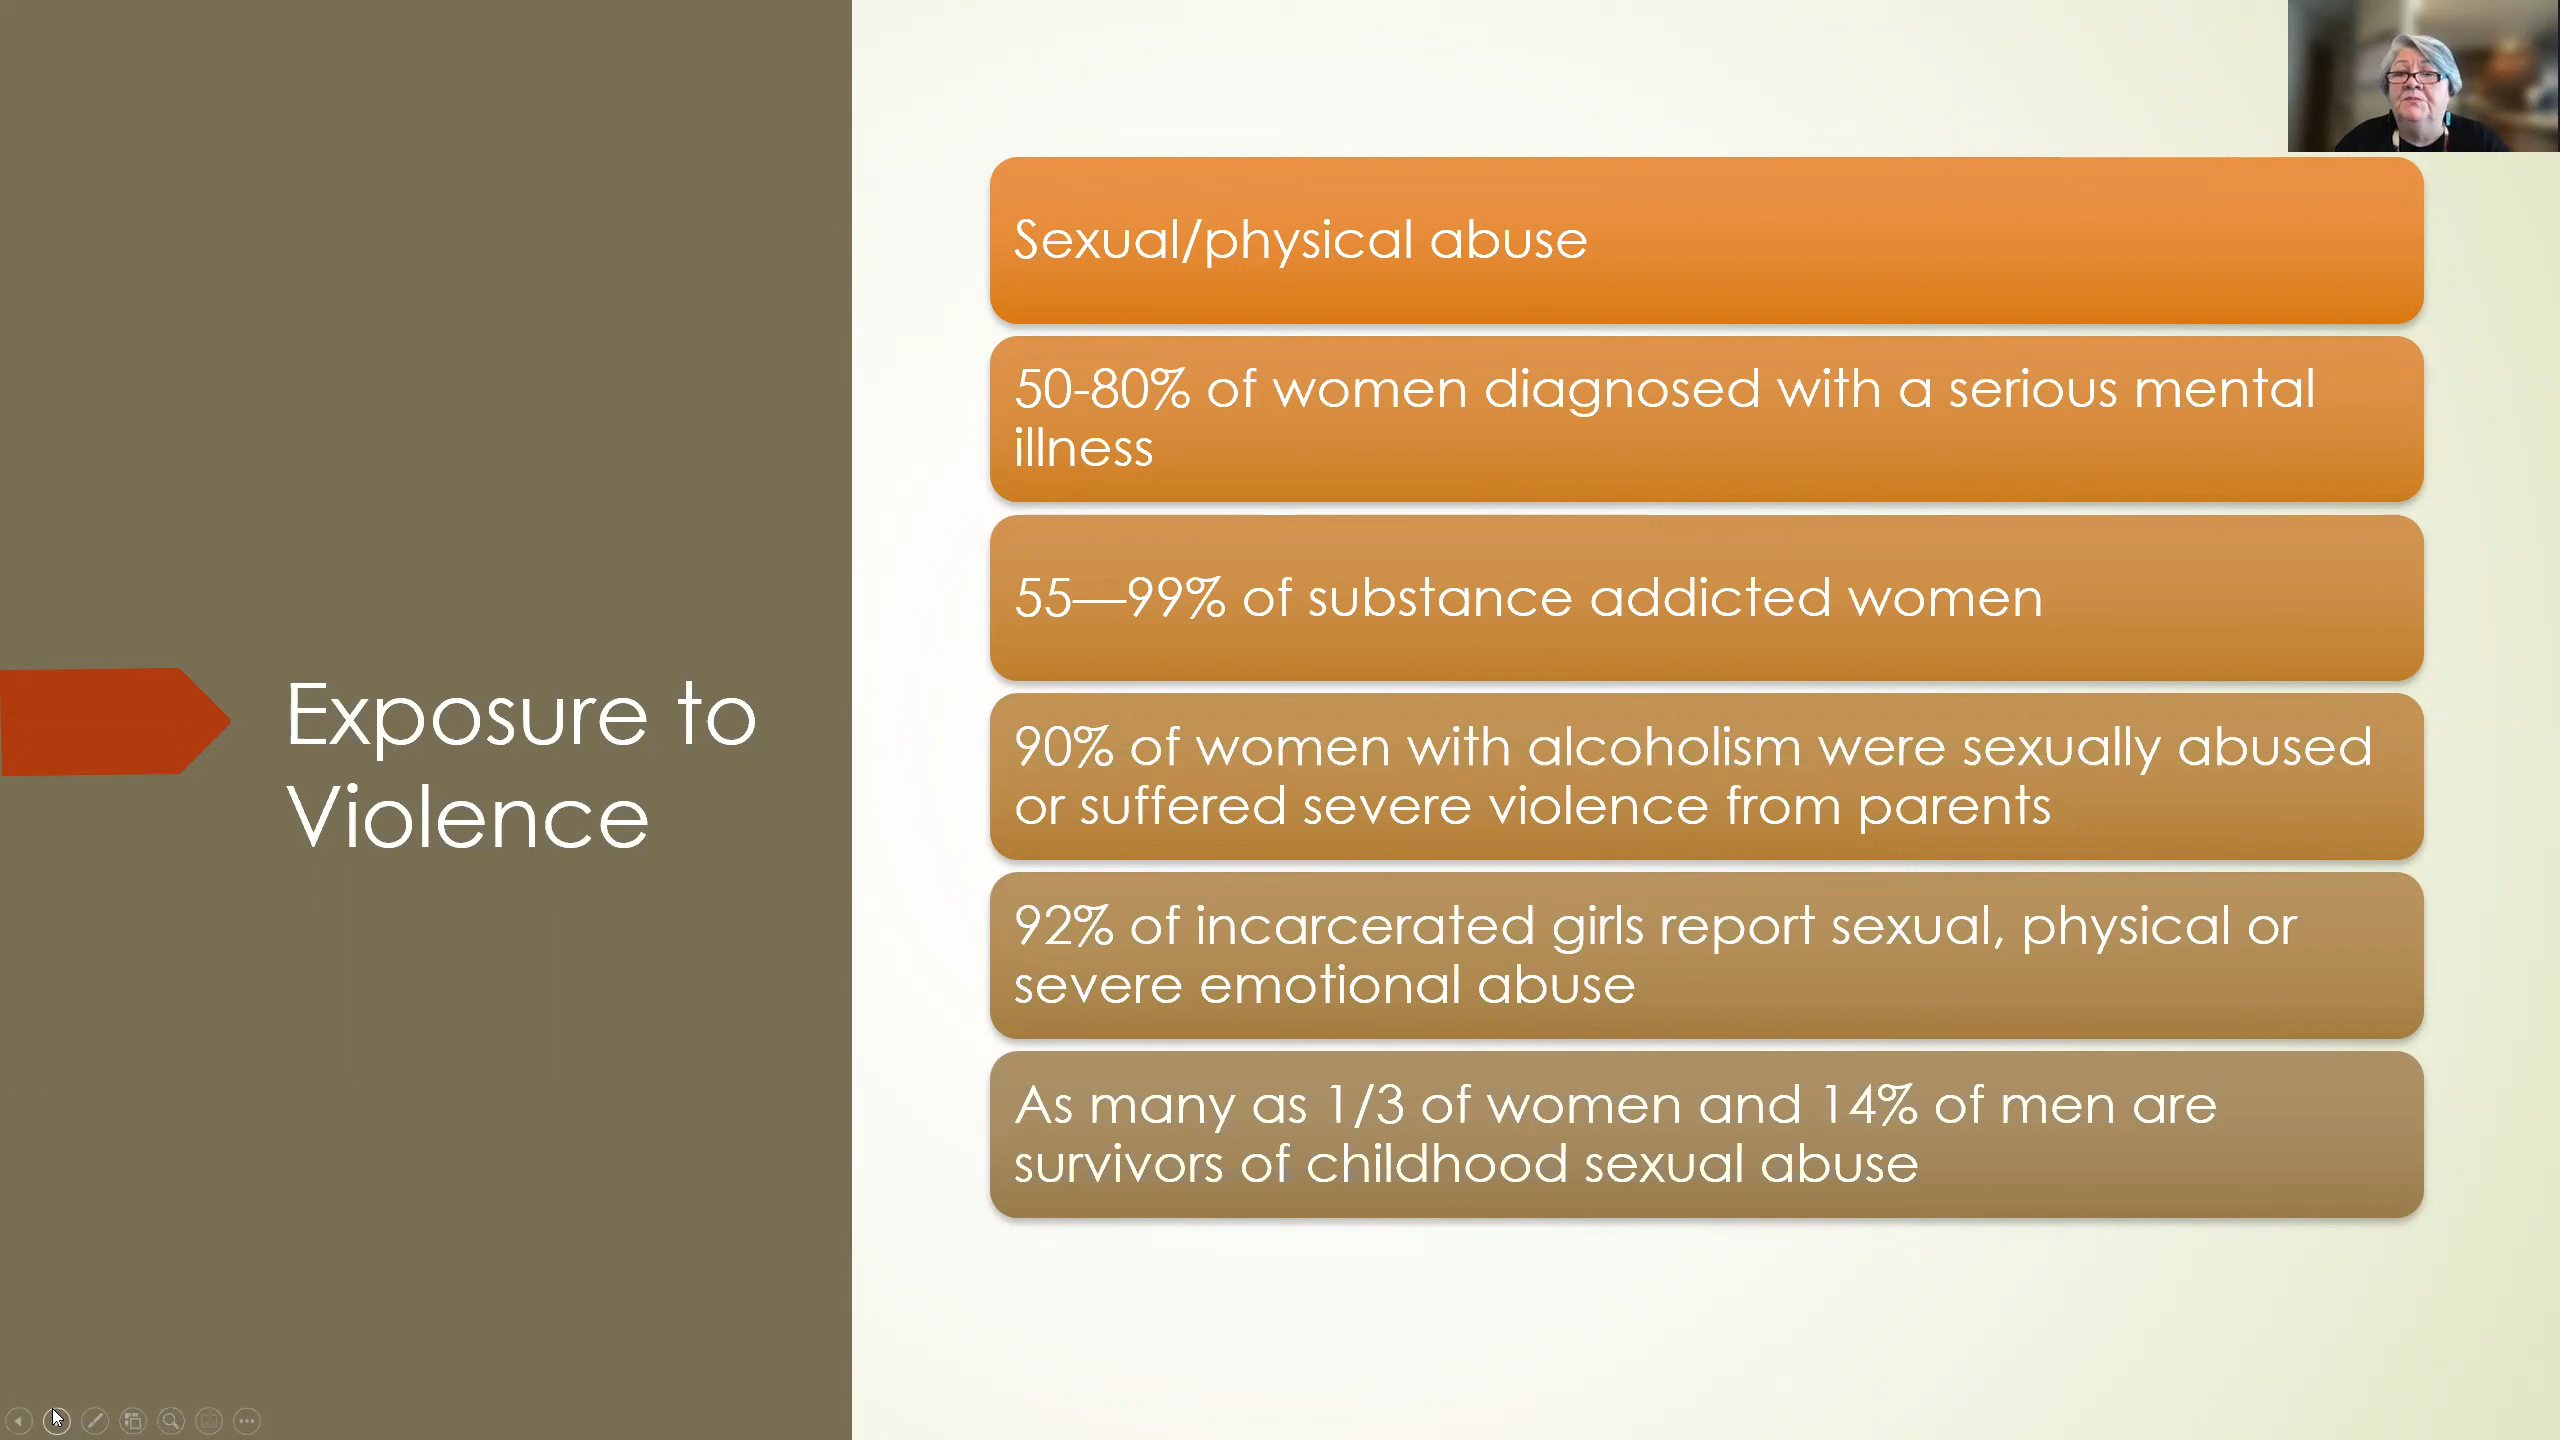 Exposure to
Violence
Sexual/physical abuse
50-80% of women diagnosed with a serious mental
illness
55—99% of substance addicted women
90% of women with alcoholism were sexually abused
or suffered severe violence from parents
92% of incarcerated girls report sexual, physical or
severe emotional abuse
As many as 1/3 of women and 14% of men are
survivors of childhood sexual abuse